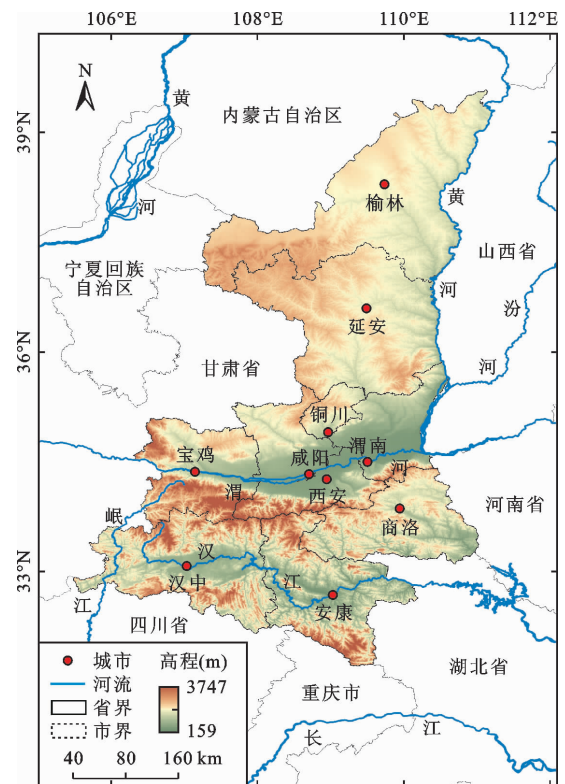 106°E 108°E 110°E 112°E
39°N
36°N
33°N
N
黄
河
内蒙古自治区
榆林
黄
河
山西省
汾
河
宁夏回族
自治区
延安
甘肃省
铜川
宝鸡
咸阳
渭南
渭
西安
河
河南省
商洛
岷
江
汉
汉中
江
安康
四川省
湖北省
重庆市
长
江
城市
河流
省界
市界
高程(m)
3747
159
40 80 160 km